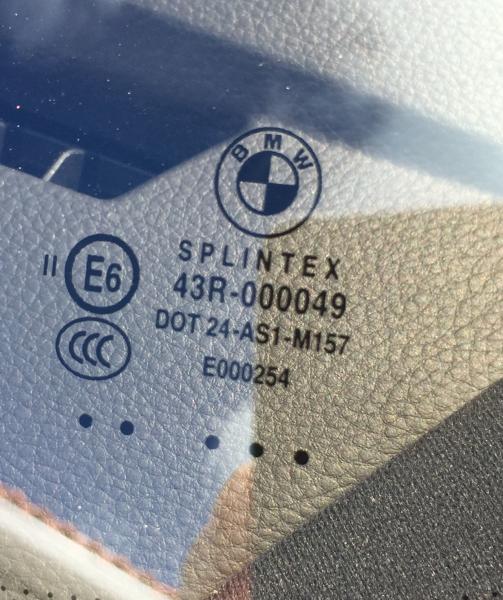 BMW
SPLINTEX
II E6
43R-000049
DOT 24-AS1-M157
CCC
E000254